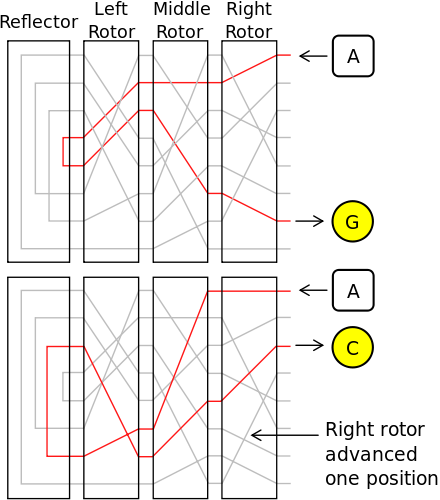 Reflector
Left
Rotor
Middle
Rotor
Right
Rotor
A
G
A
C
Right rotor
advanced
one position